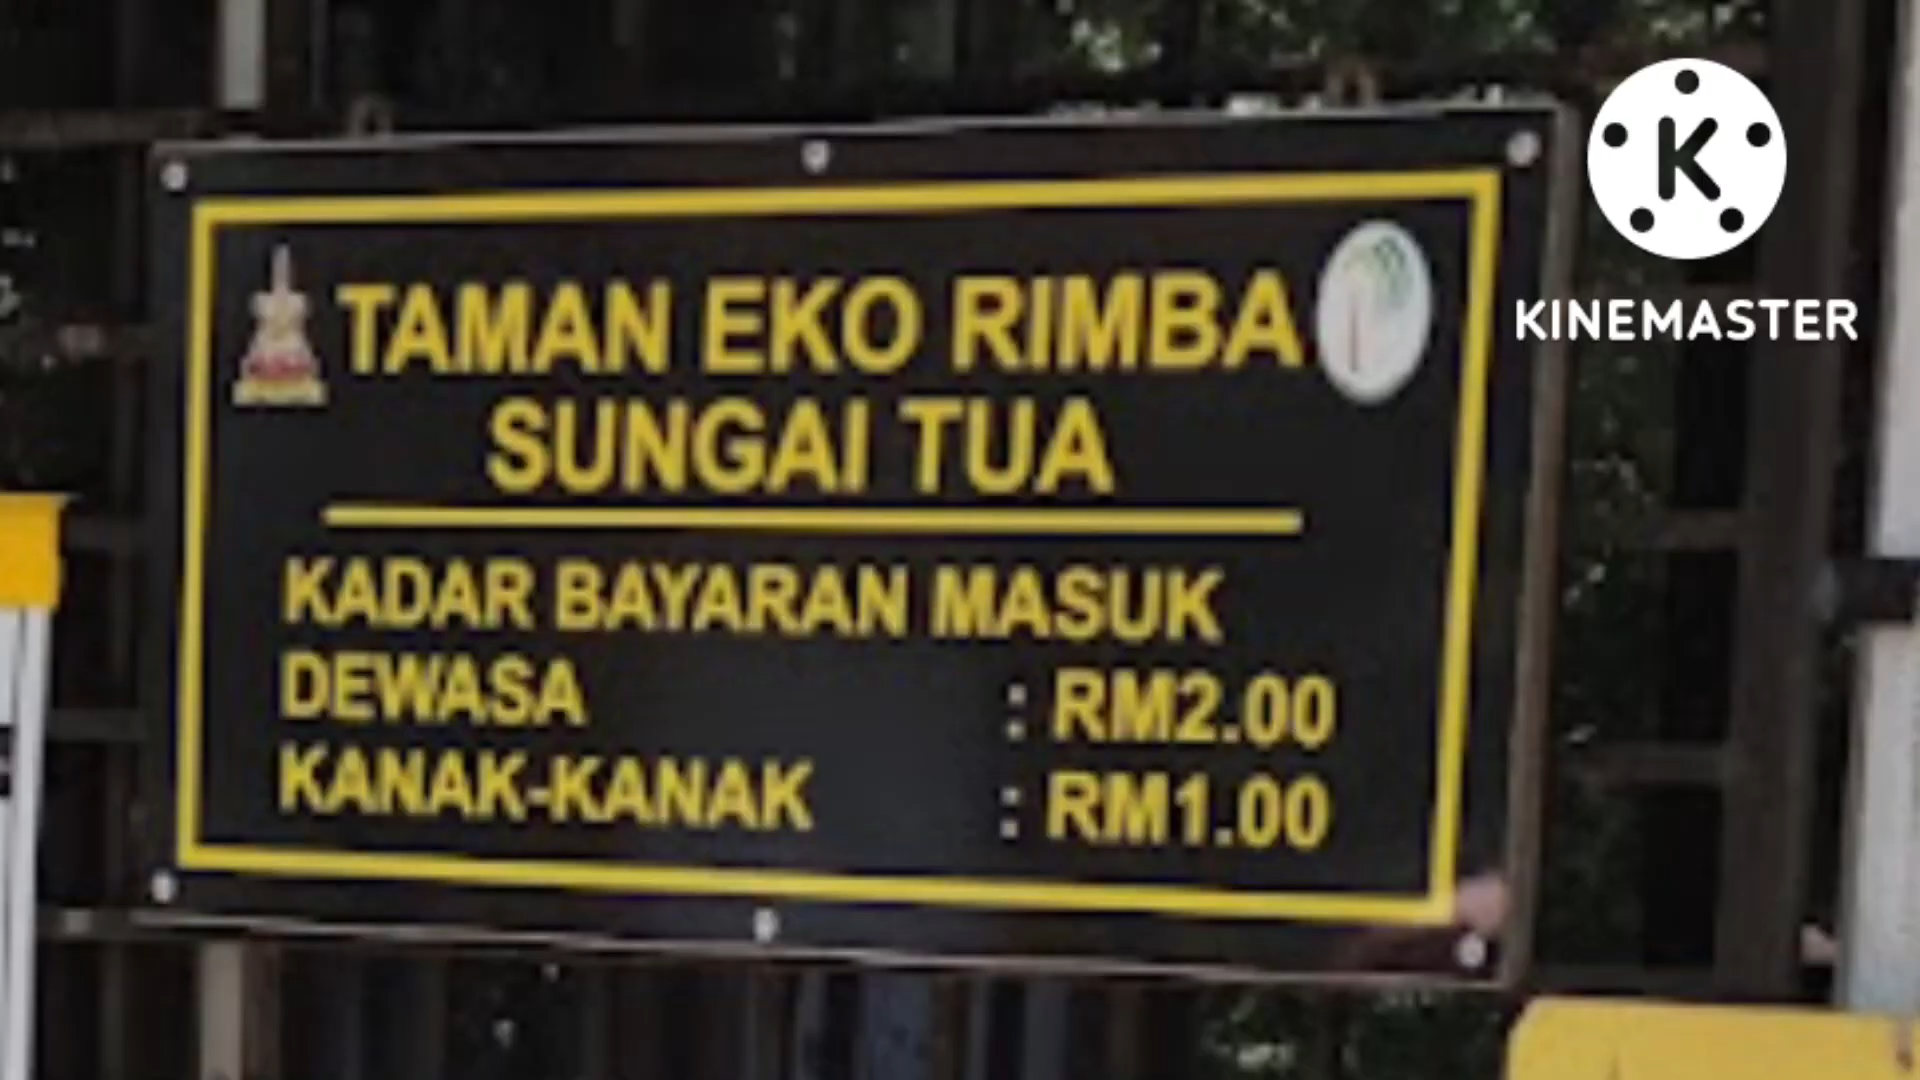 TAMAN EKO RIMBA
SUNGAI TUA
KADAR BAYARAN MASUK
DEWASA : RM2.00
KANAK-KANAK : RM1.00
K
KINEMASTER